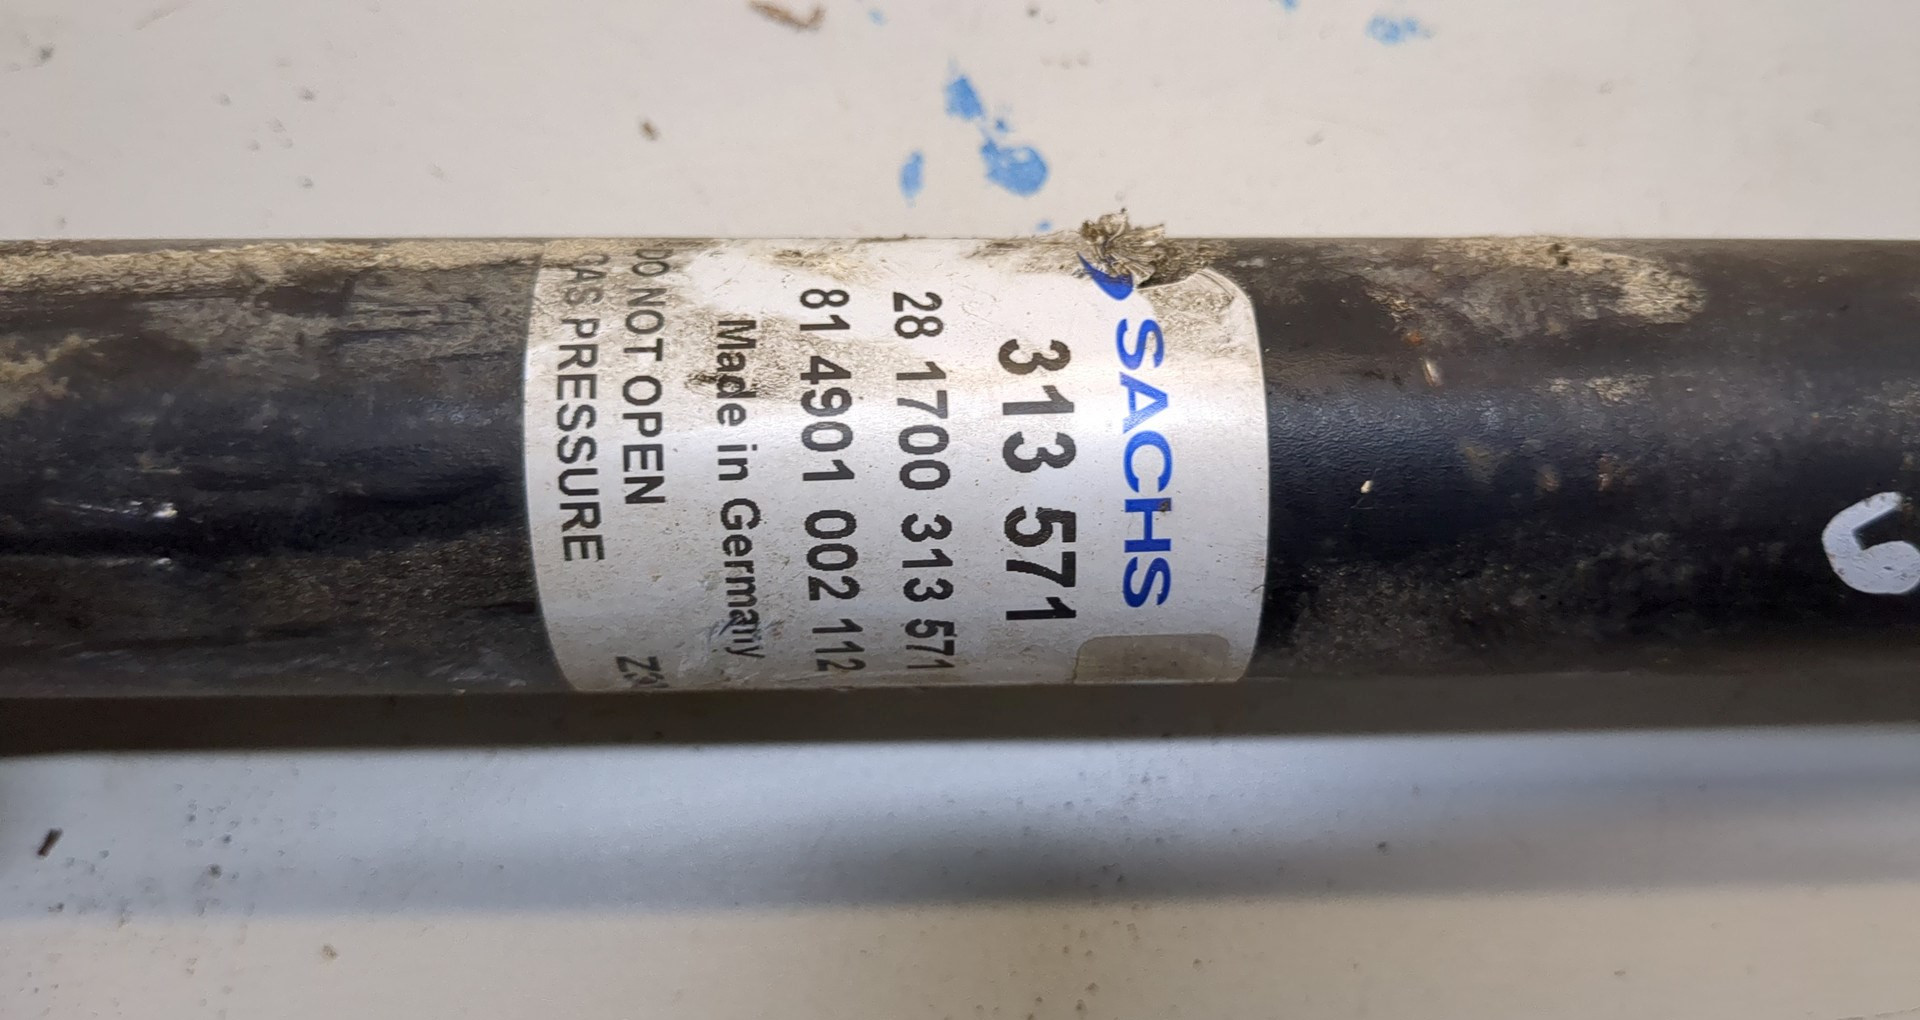 SACHS
313 571
28 1700 313 571
81 4901 002 112
Made in Germany
DO NOT OPEN
GAS PRESSURE